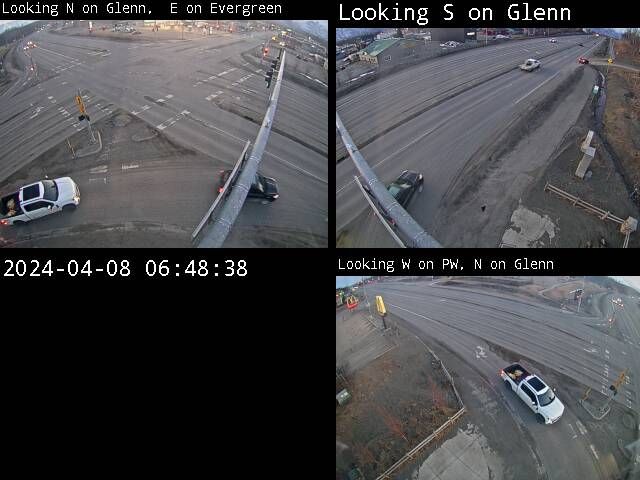 Looking N on Glenn, E on Evergreen
Looking S on Glenn
2024-04-08 06:48:38
Looking W on PW, N on Glenn